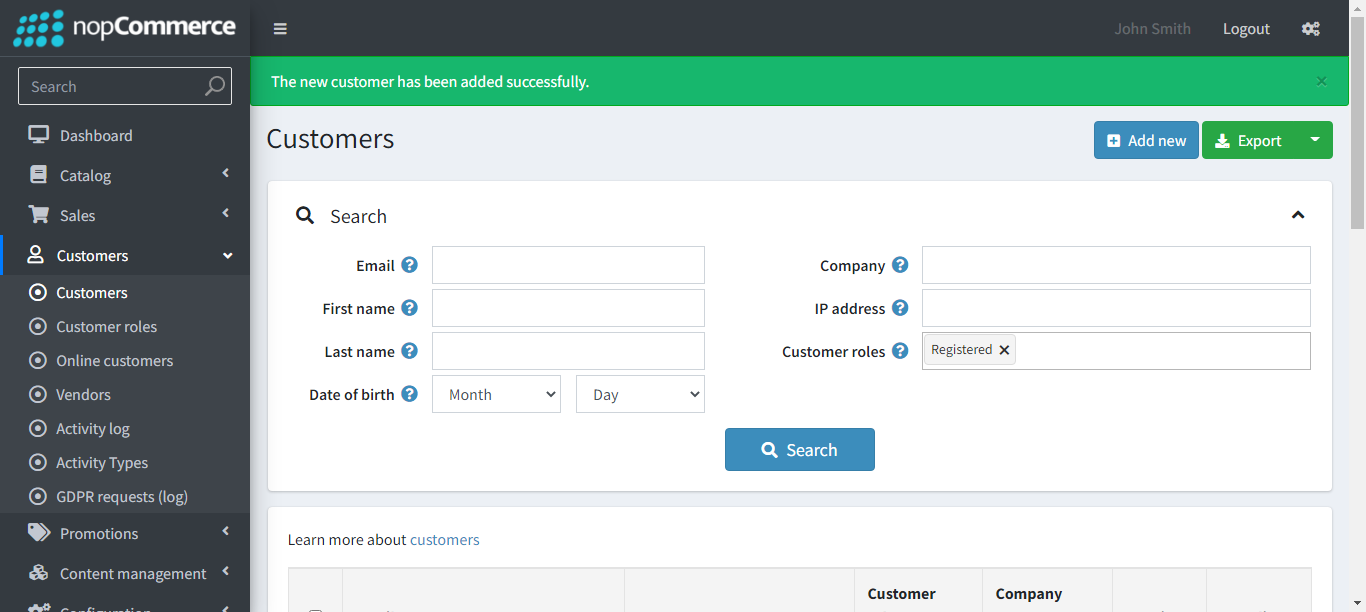 nopCommerce
John Smith
Logout
Search
The new customer has been added successfully.
×
Dashboard
Customers
Add new
Export
Catalog
Sales
Search
Customers
Email
Company
Customers
First name
IP address
Customer roles
Last name
Customer roles
Registered ×
Online customers
Date of birth
Month
Day
Vendors
Activity log
Search
Activity Types
GDPR requests (log)
Promotions
Learn more about customers
Content management
Customer
Company